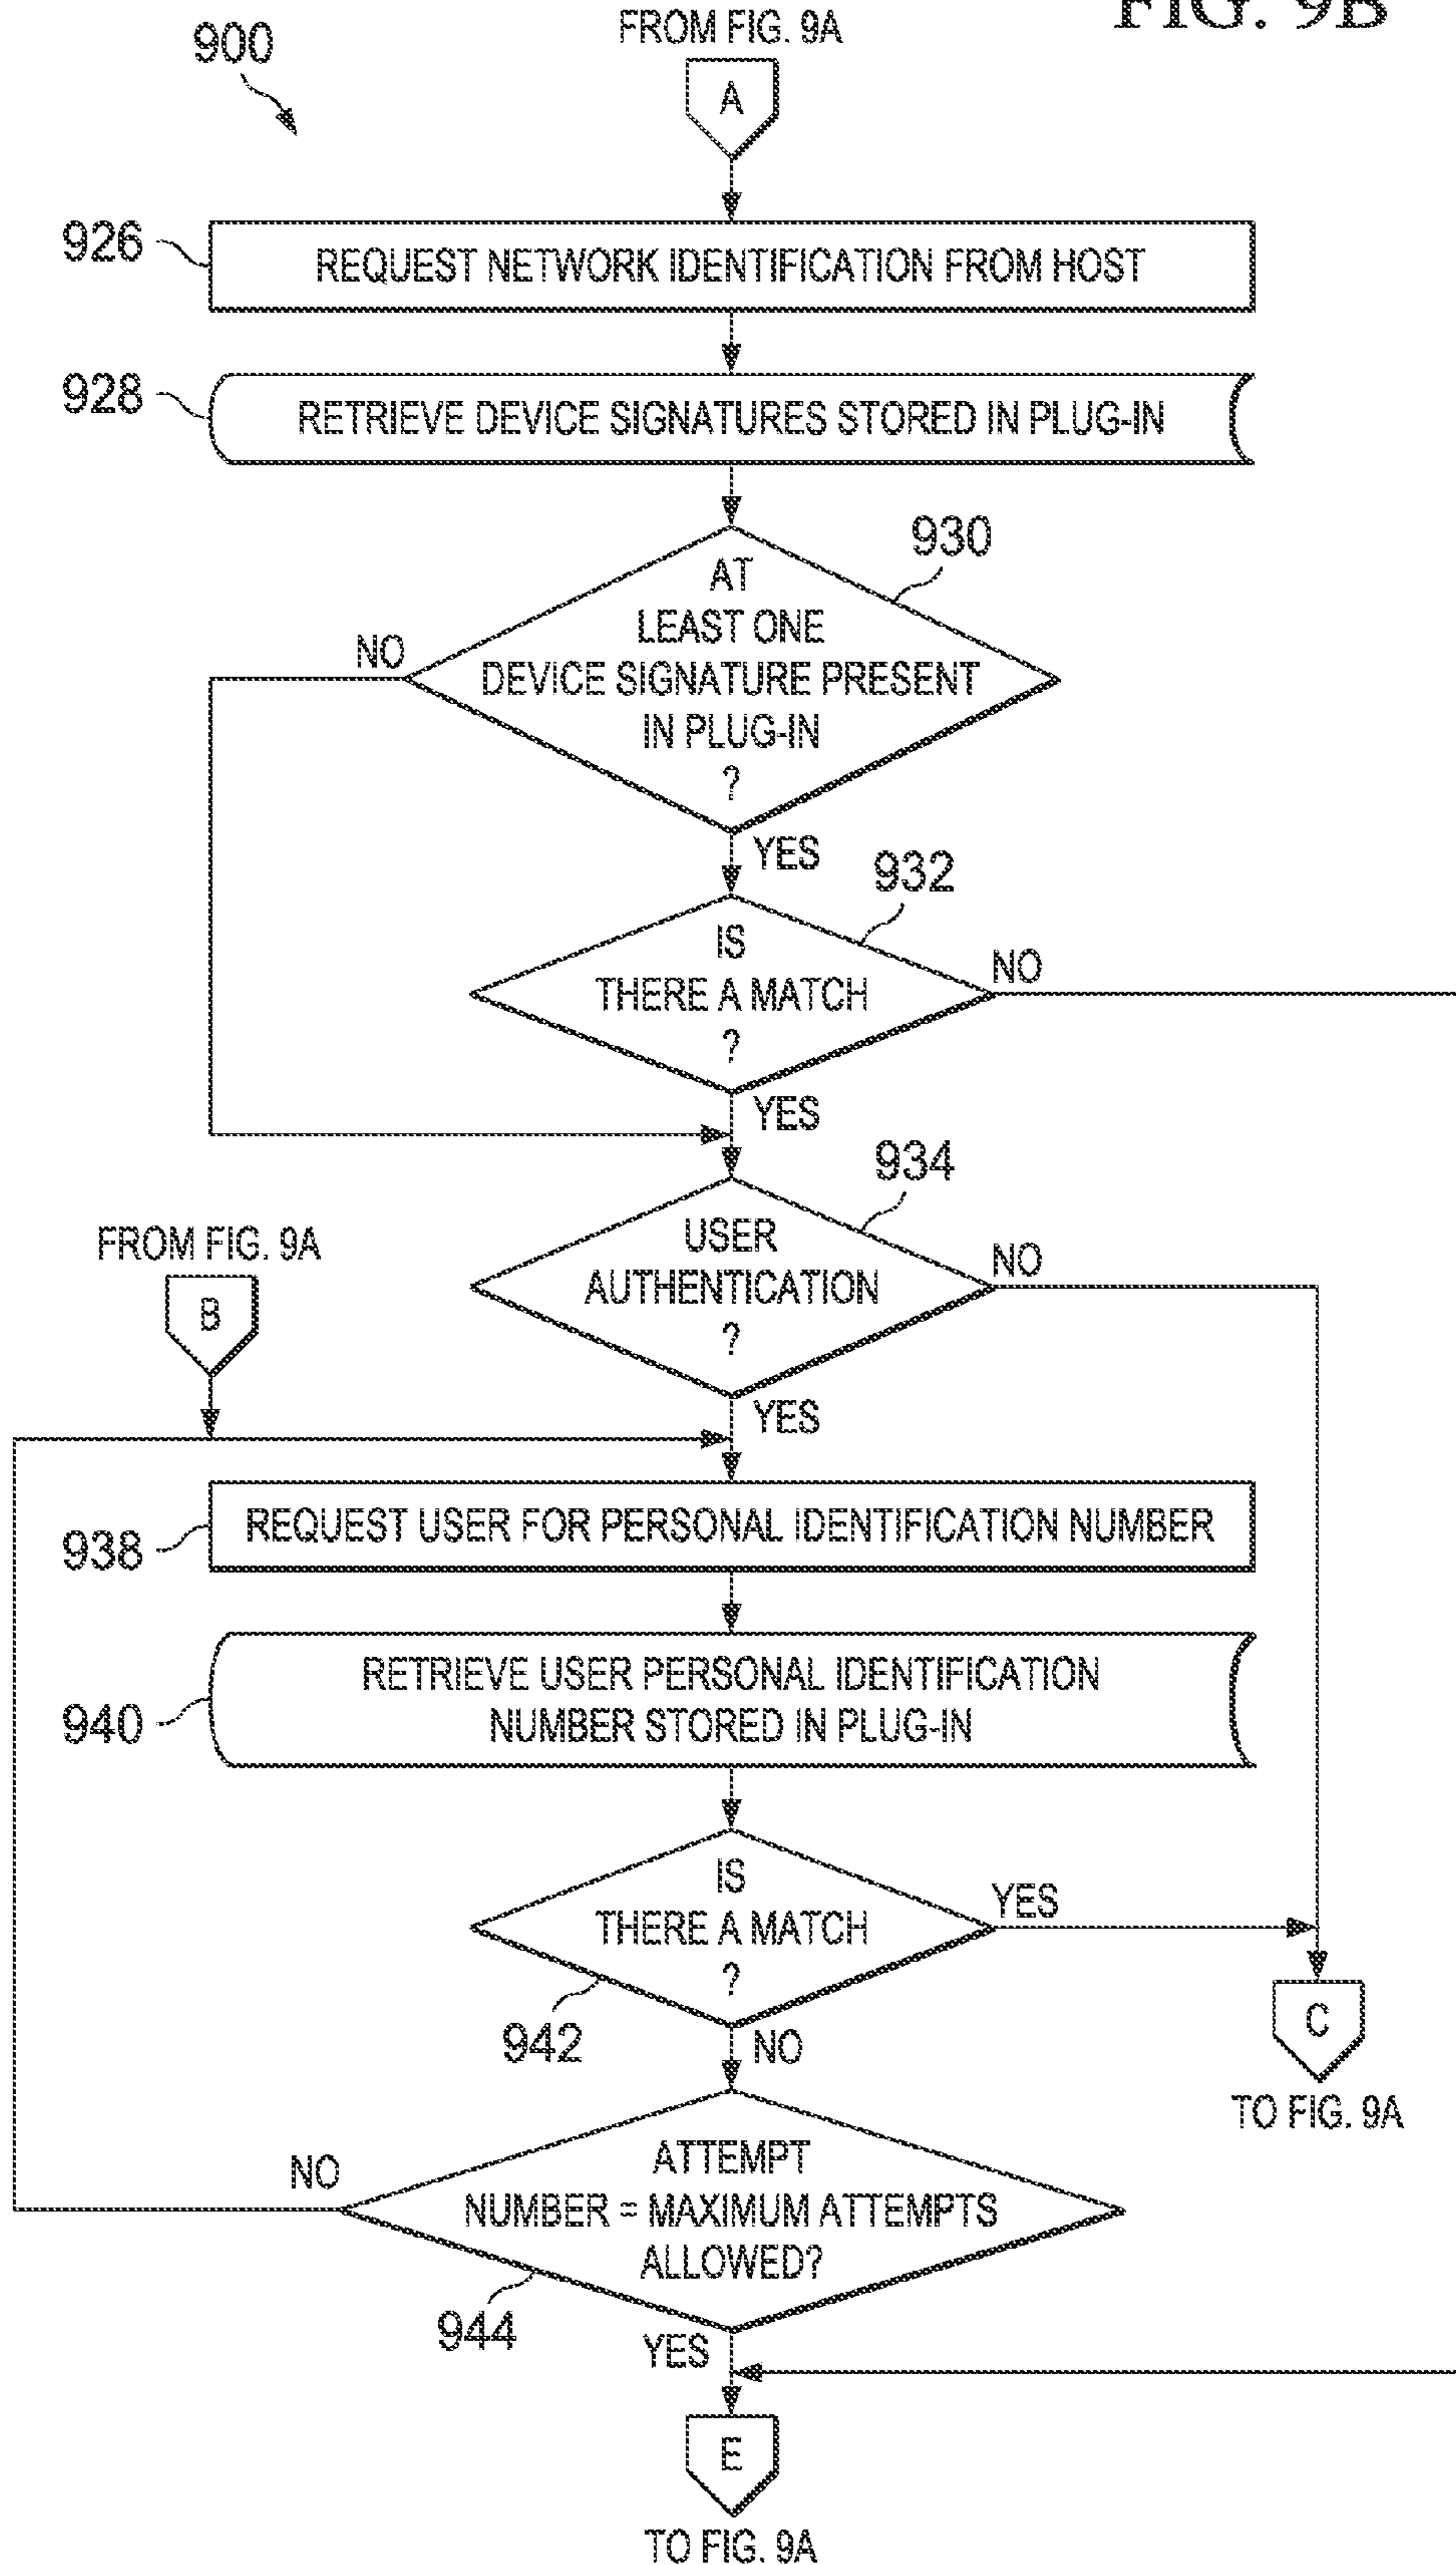 FIG. 9B
900
FROM FIG. 9A
A
926
REQUEST NETWORK IDENTIFICATION FROM HOST
928
RETRIEVE DEVICE SIGNATURES STORED IN PLUG-IN
930
AT
LEAST ONE
DEVICE SIGNATURE PRESENT
IN PLUG-IN
?
NO
YES
932
IS
THERE A MATCH
?
NO
YES
934
USER
AUTHENTICATION
?
NO
YES
FROM FIG. 9A
B
938
REQUEST USER FOR PERSONAL IDENTIFICATION NUMBER
940
RETRIEVE USER PERSONAL IDENTIFICATION
NUMBER STORED IN PLUG-IN
IS
THERE A MATCH
?
YES
942
NO
C
TO FIG. 9A
ATTEMPT
NUMBER = MAXIMUM ATTEMPTS
ALLOWED?
NO
944
YES
E
TO FIG. 9A